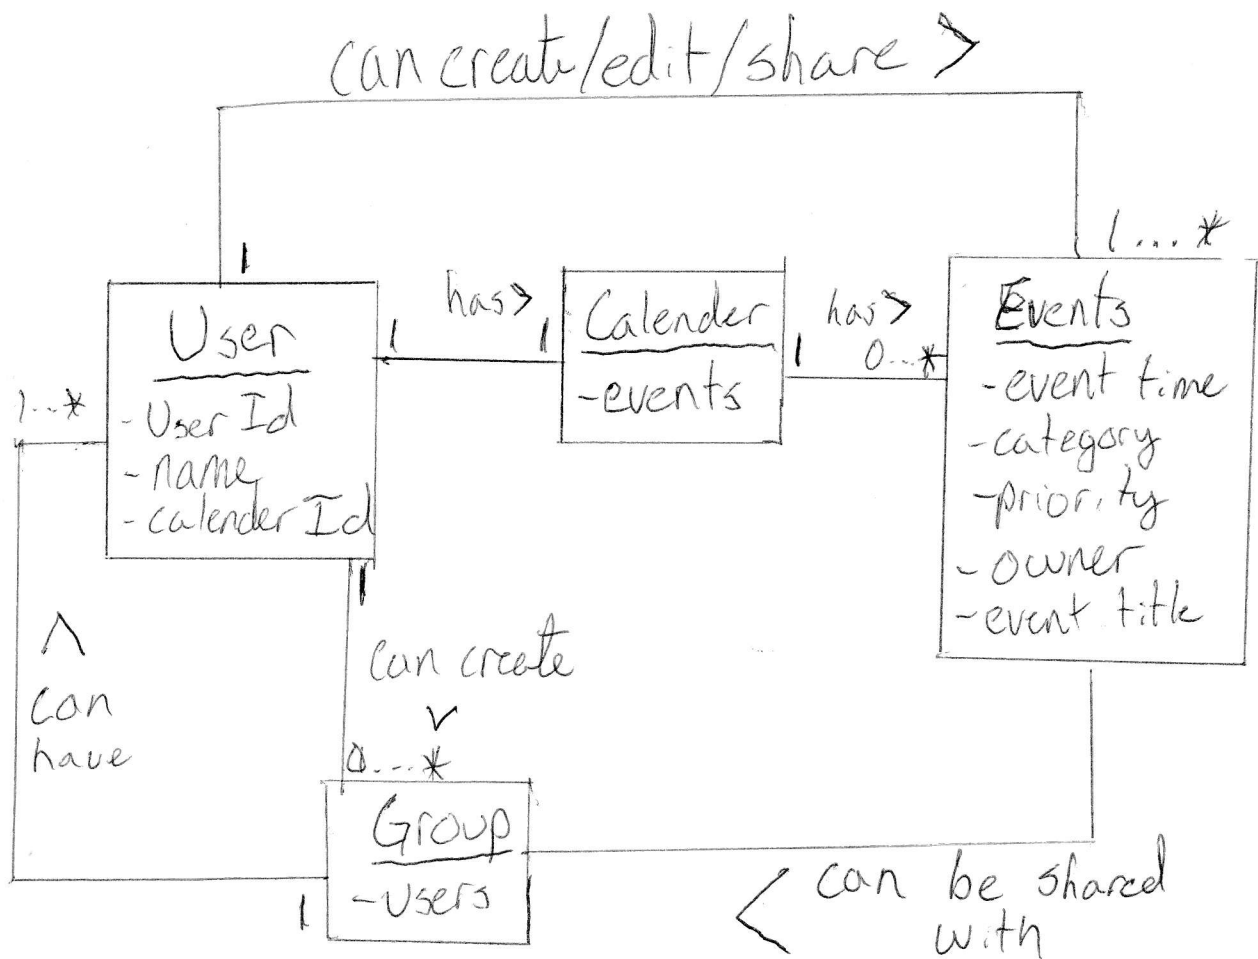 can create/edit/share >
1
1...*
User
- User Id
- name
- calender Id
has >
1
1
Calender
- events
has >
1
0...*
Events
- event time
- category
- priority
- owner
- event title
1...*
^
can
have
1
can create
v
0...*
Group
- users
1
< can be shared
with